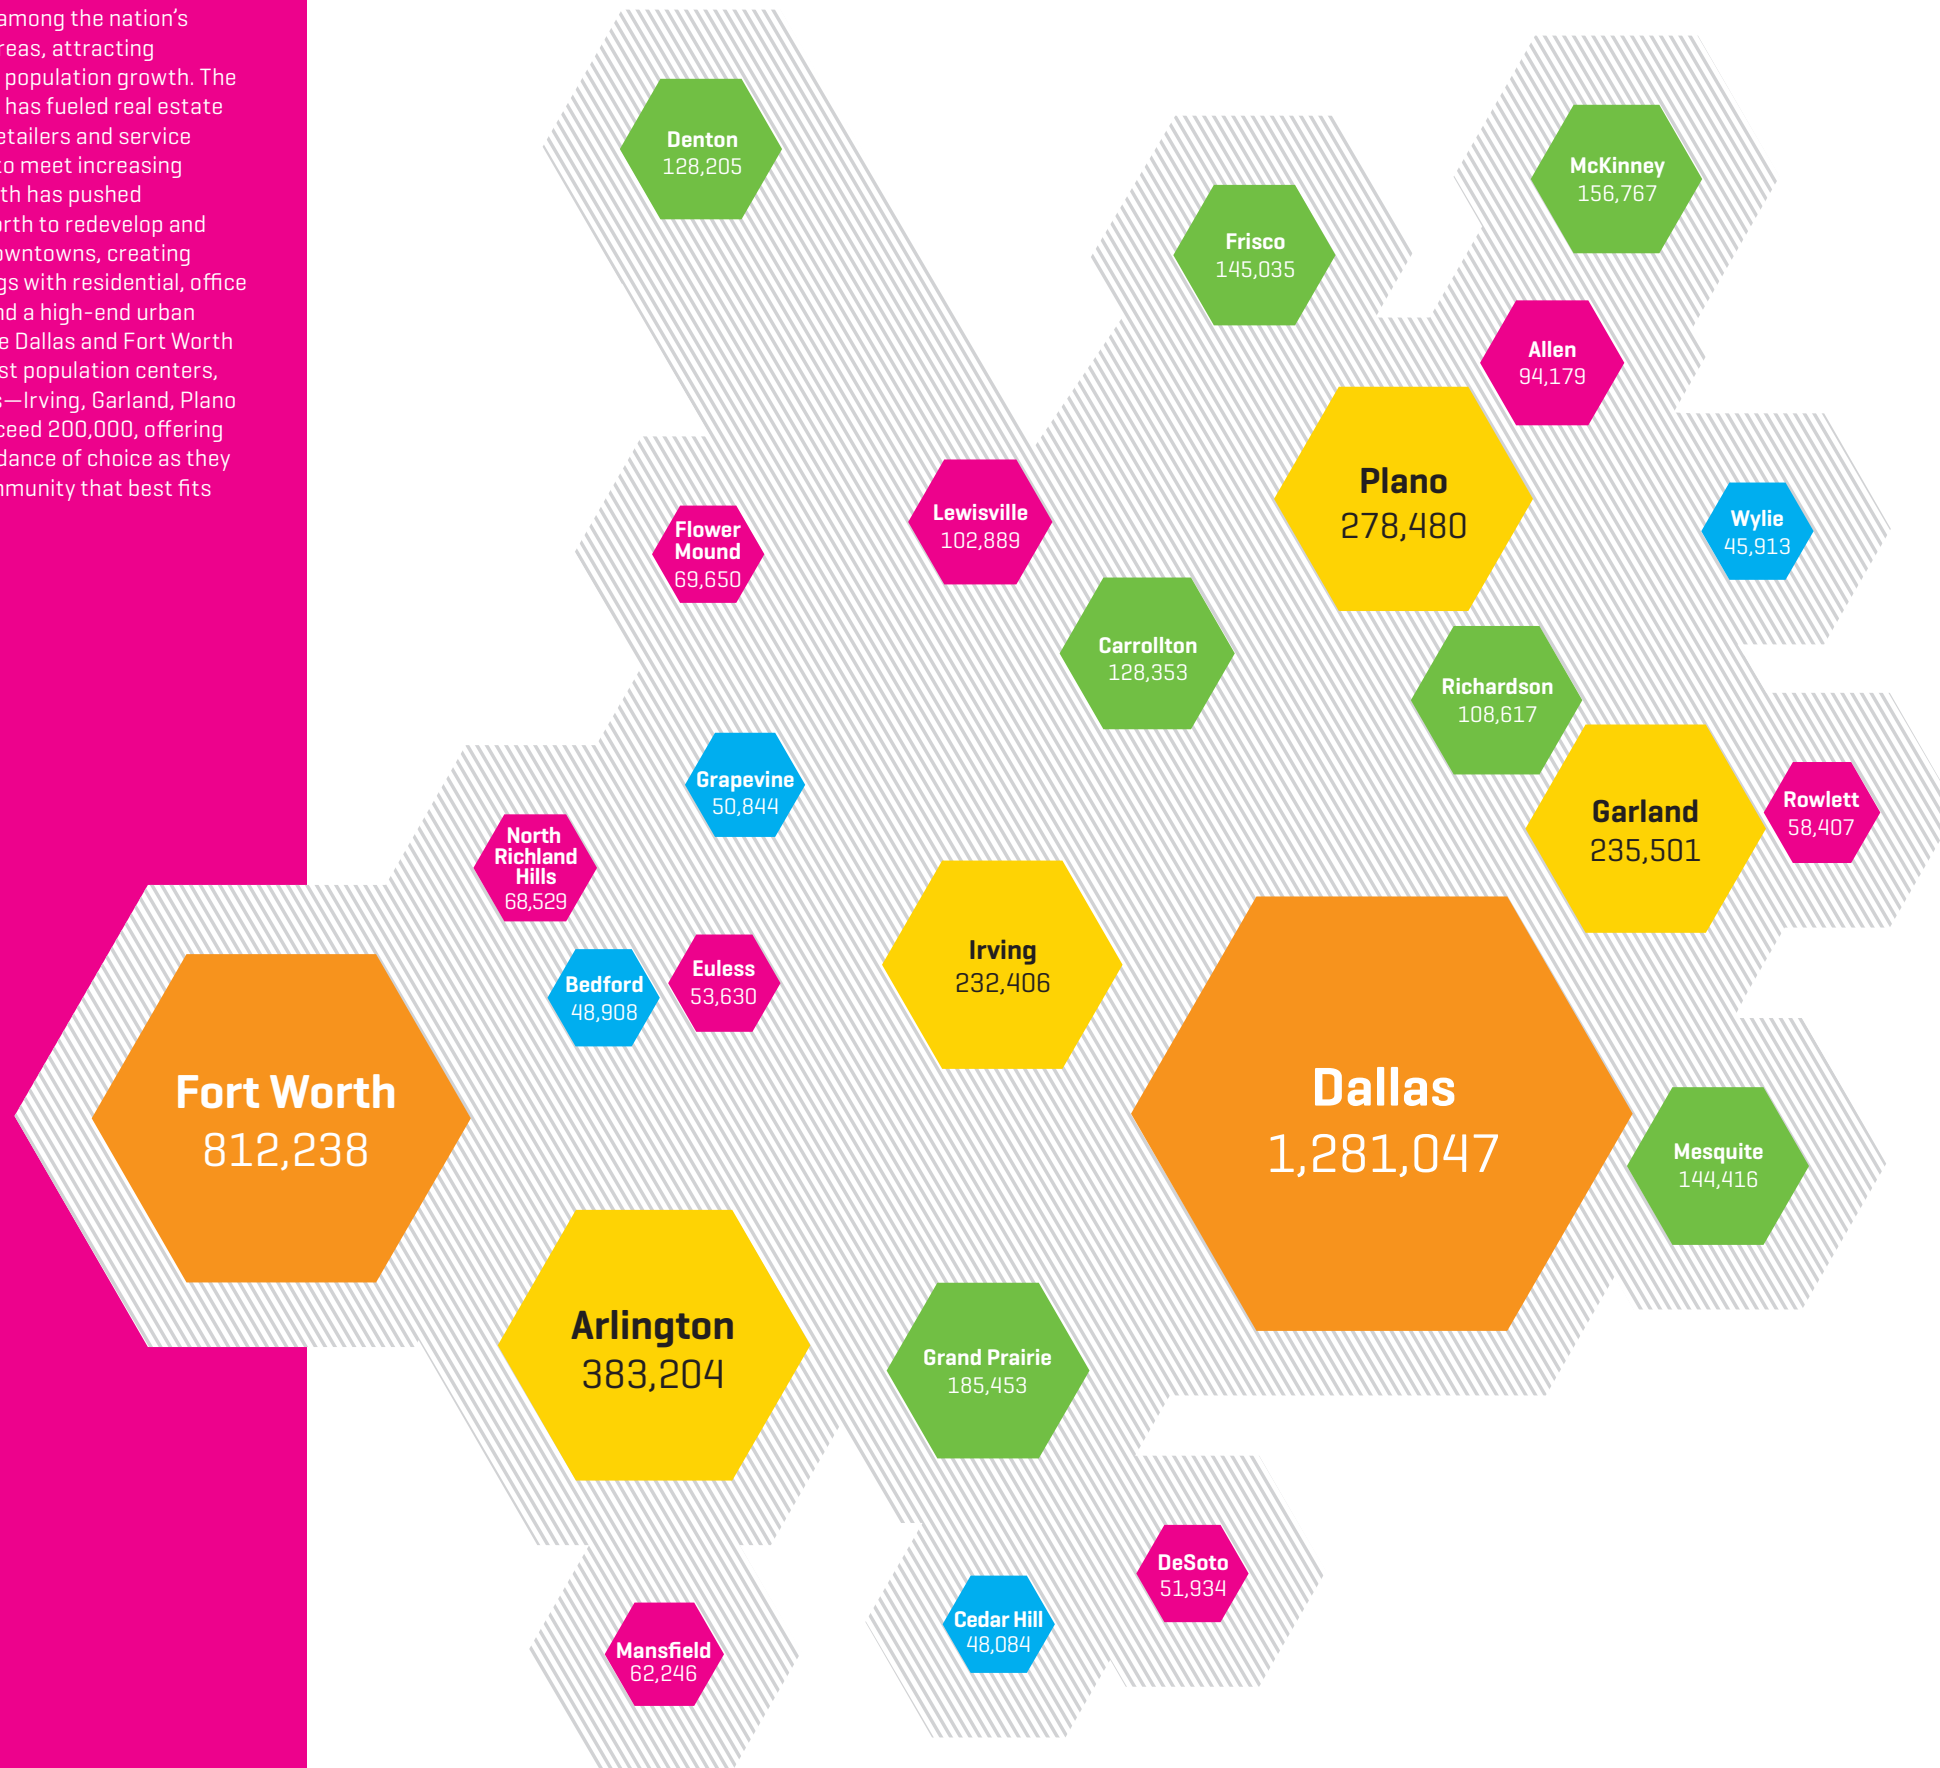 among the nation’s
reas, attracting
population growth. The
has fueled real estate
etailers and service
to meet increasing
th has pushed
orth to redevelop and
owntowns, creating
gs with residential, office
nd a high-end urban
e Dallas and Fort Worth
st population centers,
s—Irving, Garland, Plano
ceed 200,000, offering
dance of choice as they
mmunity that best fits
Denton
128,205
McKinney
156,767
Frisco
145,035
Allen
94,179
Plano
278,480
Lewisville
102,889
Flower
Mound
69,650
Wylie
45,913
Carrollton
128,353
Richardson
108,617
Grapevine
50,844
Garland
235,501
Rowlett
58,407
North
Richland
Hills
68,529
Irving
232,406
Bedford
48,908
Euless
53,630
Fort Worth
812,238
Dallas
1,281,047
Mesquite
144,416
Arlington
383,204
Grand Prairie
185,453
DeSoto
51,934
Cedar Hill
48,084
Mansfield
62,246